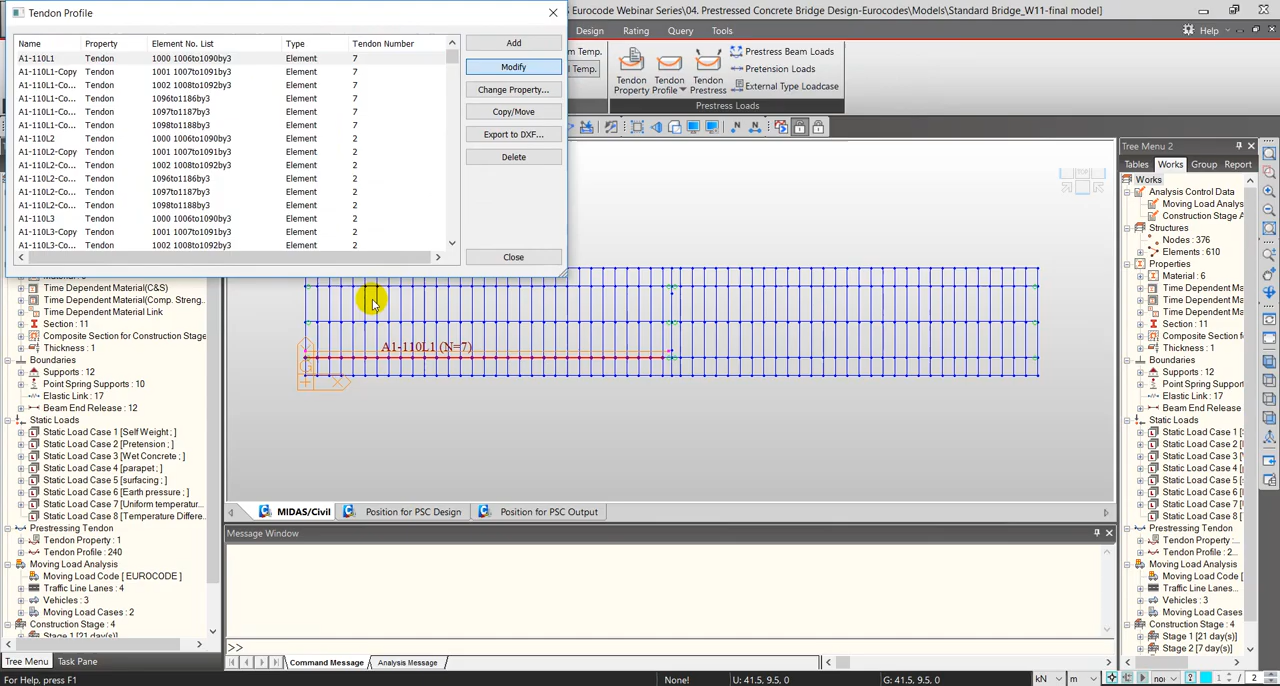 Tendon Profile
S Eurocode Webinar Series\04. Prestressed Concrete Bridge Design-Eurocodes\Models\Standard Bridge_W11-final model]
Design Rating Query Tools Help
Name Property Element No. List Type Tendon Number
A1-110L1 Tendon 1000 1006to1090by3 Element 7
A1-110L1-Copy Tendon 1001 1007to1091by3 Element 7
A1-110L1-Co... Tendon 1002 1008to1092by3 Element 7
A1-110L1-Co... Tendon 1096to1186by3 Element 7
A1-110L1-Co... Tendon 1097to1187by3 Element 7
A1-110L1-Co... Tendon 1098to1188by3 Element 7
A1-110L2 Tendon 1000 1006to1090by3 Element 2
A1-110L2-Copy Tendon 1001 1007to1091by3 Element 2
A1-110L2-Co... Tendon 1002 1008to1092by3 Element 2
A1-110L2-Co... Tendon 1096to1186by3 Element 2
A1-110L2-Co... Tendon 1097to1187by3 Element 2
A1-110L2-Co... Tendon 1098to1188by3 Element 2
A1-110L3 Tendon 1000 1006to1090by3 Element 2
A1-110L3-Copy Tendon 1001 1007to1091by3 Element 2
A1-110L3-Co... Tendon 1002 1008to1092by3 Element 2
Add
Modify
Change Property...
Copy/Move
Export to DXF...
Delete
Close
m Temp.
l Temp.
Tendon Property
Tendon Profile
Tendon Prestress
Prestress Beam Loads
Pretension Loads
External Type Loadcase
Prestress Loads
Time Dependent Material(C&S)
Time Dependent Material(Comp. Streng...
Time Dependent Material Link
Section : 11
Composite Section for Construction Stage
Thickness : 1
Boundaries
Supports : 12
Point Spring Supports : 10
Elastic Link : 17
Beam End Release : 12
Static Loads
Static Load Case 1 [Self Weight ; ]
Static Load Case 2 [Pretension ; ]
Static Load Case 3 [Wet Concrete ; ]
Static Load Case 4 [parapet ; ]
Static Load Case 5 [surfacing ; ]
Static Load Case 6 [Earth pressure ; ]
Static Load Case 7 [Uniform temperatur...
Static Load Case 8 [Temperature Differe...
Prestressing Tendon
Tendon Property : 1
Tendon Profile : 240
Moving Load Analysis
Moving Load Code [ EUROCODE ]
Traffic Line Lanes : 4
Vehicles : 3
Moving Load Cases : 2
Construction Stage : 4
Stage 1 [21 day(s)]
Tree Menu
Task Pane
A1-110L1 (N=7)
TOP
MIDAS/Civil
Position for PSC Design
Position for PSC Output
Message Window
>>
Command Message
Analysis Message
Tree Menu 2
Tables Works Group Report
Works
Analysis Control Data
Moving Load Analys
Construction Stage A
Structures
Nodes : 376
Elements : 610
Properties
Material : 6
Time Dependent Mate
Time Dependent Mate
Time Dependent Mate
Section : 11
Composite Section fo
Thickness : 1
Boundaries
Supports : 12
Point Spring Support
Elastic Link : 17
Beam End Release : 
Static Loads
Static Load Case 1 [S
Static Load Case 2 [P
Static Load Case 3 [W
Static Load Case 4 [p
Static Load Case 5 [s
Static Load Case 6 [E
Static Load Case 7 [U
Static Load Case 8 [T
Prestressing Tendon
Tendon Property :...
Tendon Profile : 2...
Moving Load Analysis
Moving Load Code [
Traffic Line Lanes : 
Vehicles : 3
Moving Load Cases
Construction Stage : 4
Stage 1 [21 day(s)]
Stage 2 [7 day(s)]
For Help, press F1
None!
U: 41.5, 9.5, 0
G: 41.5, 9.5, 0
kN
m
nor
1 / 2